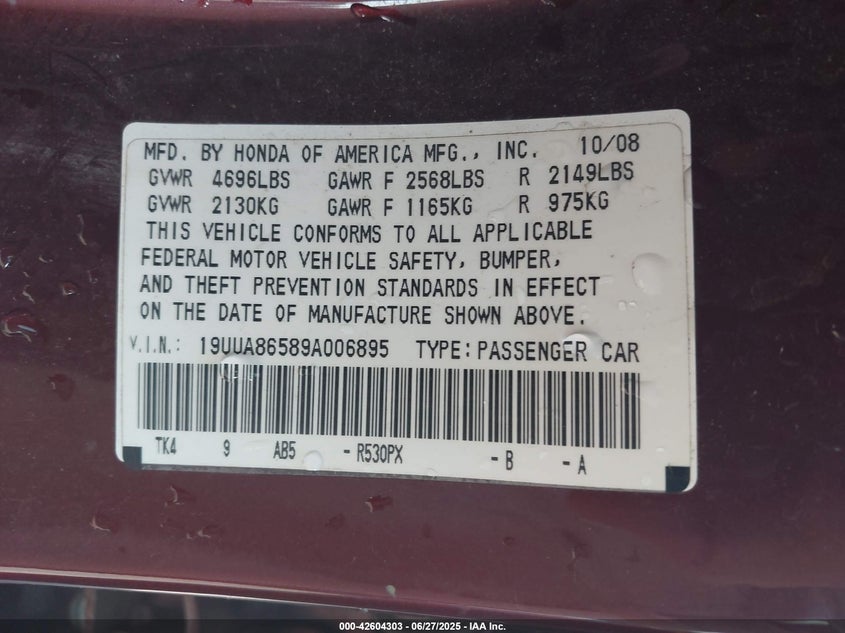 MFD. BY HONDA OF AMERICA MFG., INC. 10/08
GVWR 4696LBS GAWR F 2568LBS R 2149LBS
GVWR 2130KG GAWR F 1165KG R 975KG
THIS VEHICLE CONFORMS TO ALL APPLICABLE
FEDERAL MOTOR VEHICLE SAFETY, BUMPER,
AND THEFT PREVENTION STANDARDS IN EFFECT
ON THE DATE OF MANUFACTURE SHOWN ABOVE.
V.I.N.: 19UUA86589A006895 TYPE: PASSENGER CAR
TK4 9 AB5 - R530PX - B - A
000-42604303 | 06/27/2025 - IAA Inc.